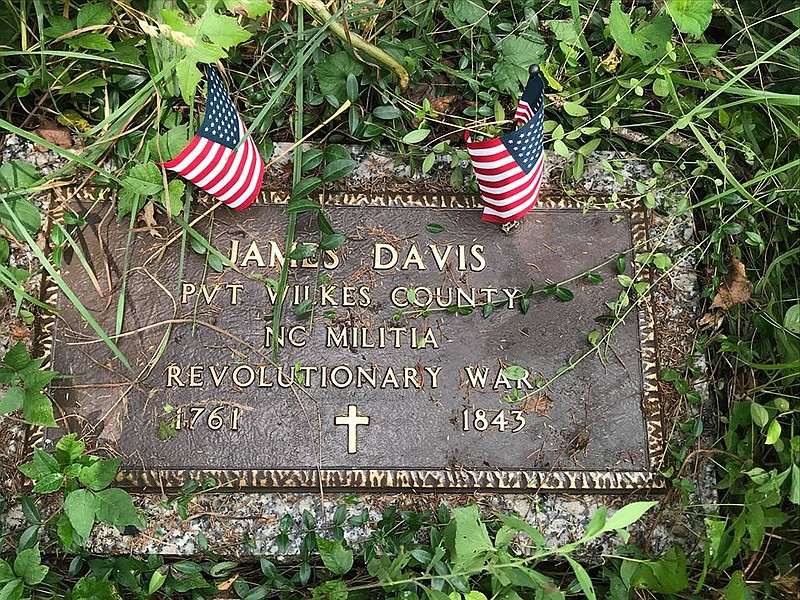 JAMES DAVIS
PVT WILKES COUNTY
NC MILITIA
REVOLUTIONARY WAR
1761 1843